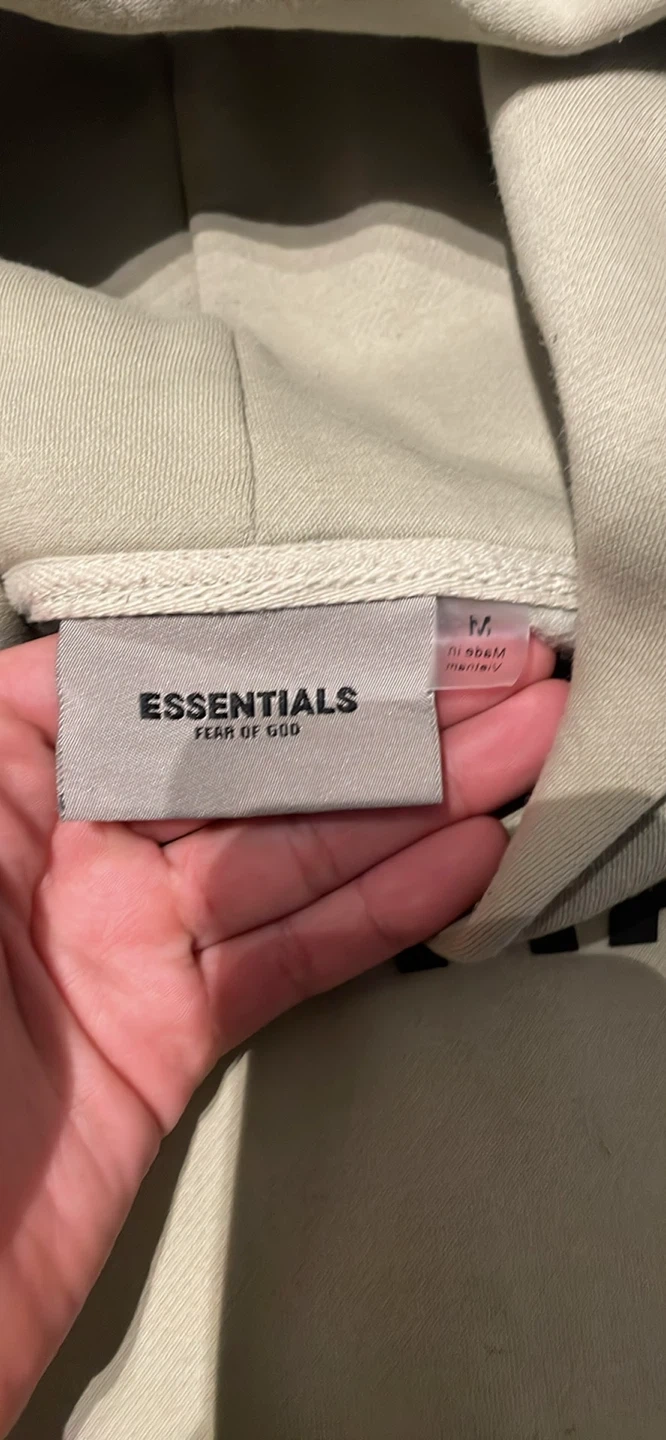 ESSENTIALS
FEAR OF GOD
M
Made in
Vietnam